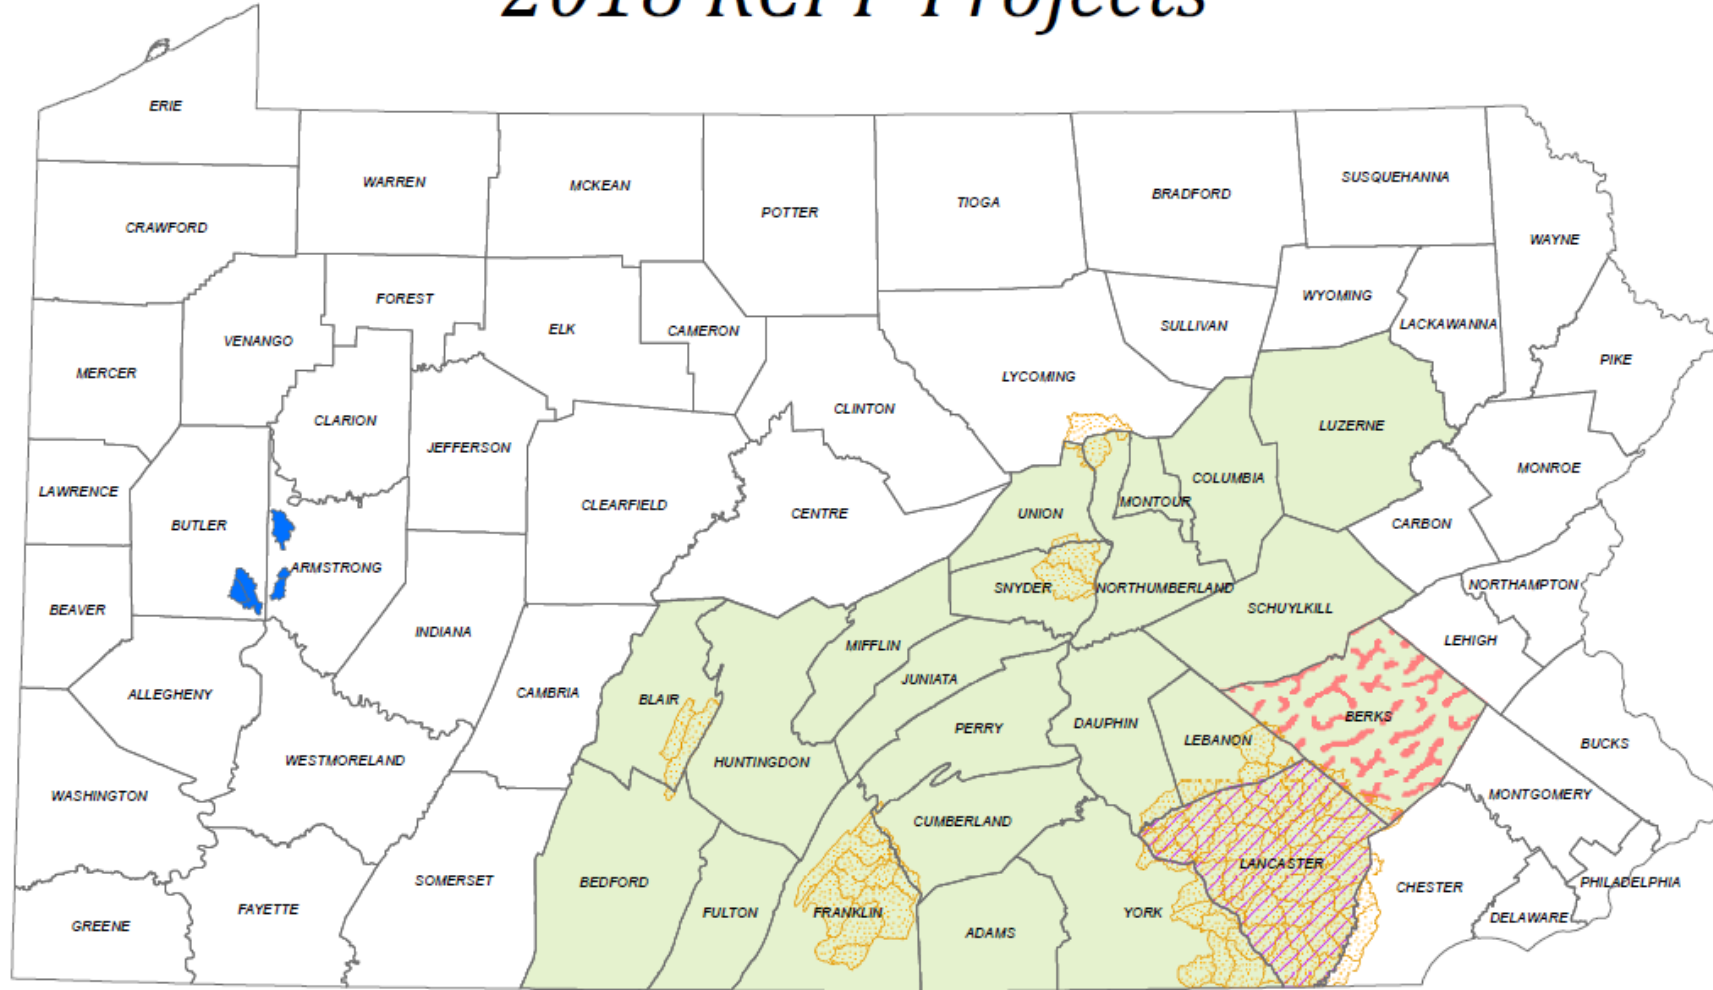 2018 RCPP Projects
ERIE
WARREN
MCKEAN
POTTER
TIOGA
BRADFORD
SUSQUEHANNA
WAYNE
CRAWFORD
FOREST
VENANGO
ELK
CAMERON
SULLIVAN
WYOMING
LACKAWANNA
PIKE
MERCER
CLARION
JEFFERSON
CLINTON
LYCOMING
LUZERNE
MONROE
LAWRENCE
BUTLER
CLEARFIELD
CENTRE
UNION
MONTOUR
COLUMBIA
CARBON
BEAVER
ARMSTRONG
INDIANA
SNYDER
NORTHUMBERLAND
SCHUYLKILL
NORTHAMPTON
LEHIGH
ALLEGHENY
CAMBRIA
BLAIR
MIFFLIN
JUNIATA
PERRY
DAUPHIN
LEBANON
BERKS
BUCKS
WASHINGTON
WESTMORELAND
HUNTINGDON
CUMBERLAND
MONTGOMERY
GREENE
FAYETTE
SOMERSET
BEDFORD
FULTON
FRANKLIN
ADAMS
YORK
LANCASTER
CHESTER
DELAWARE
PHILADELPHIA